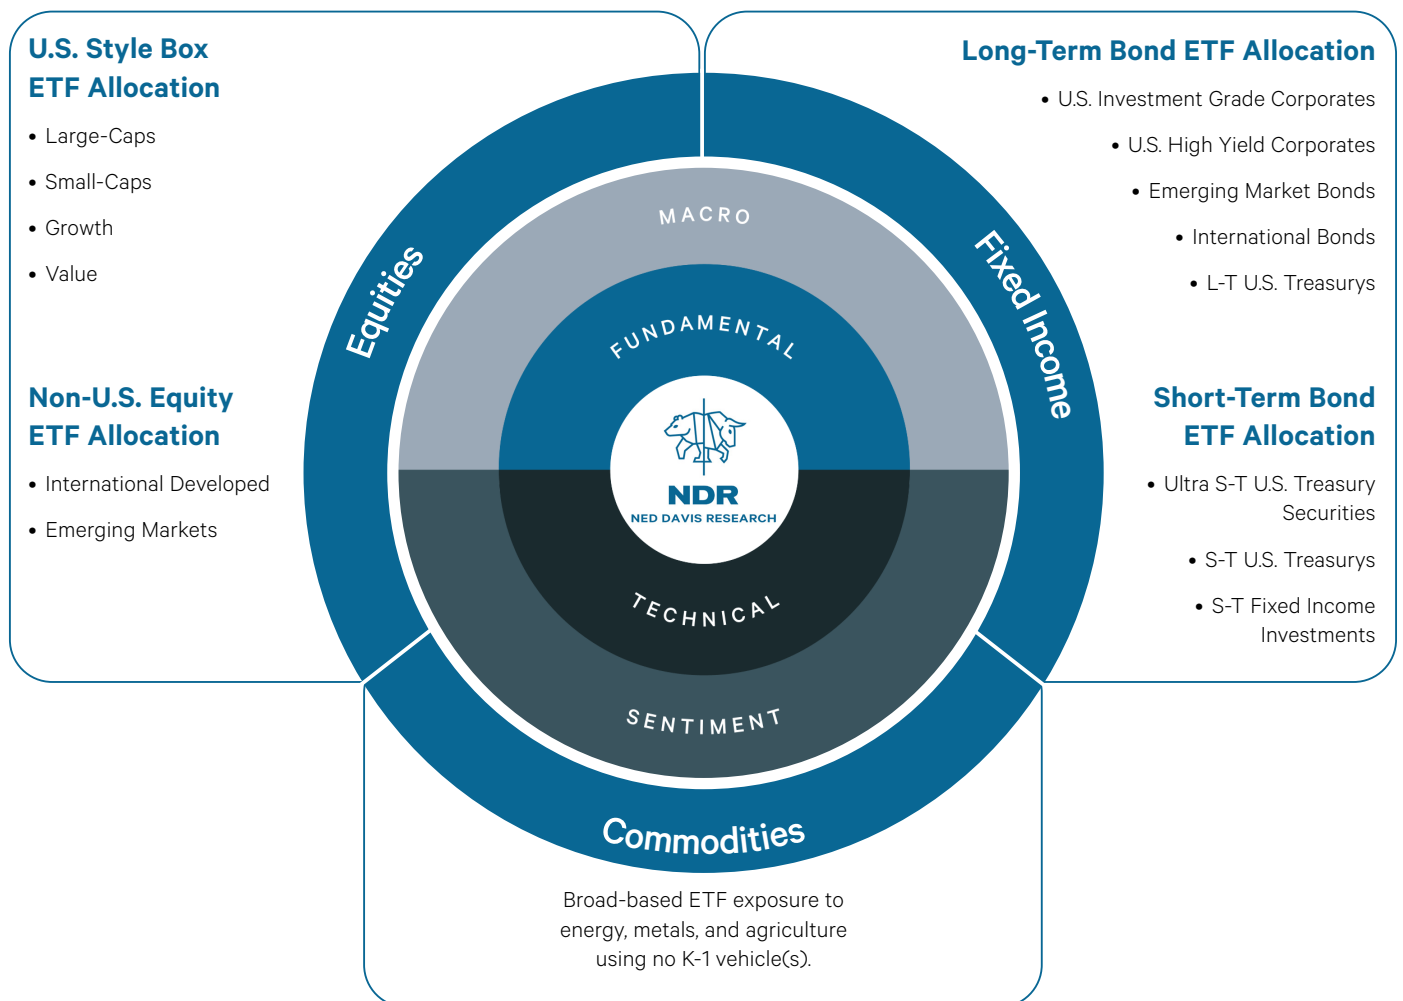 U.S. Style Box
ETF Allocation
• Large-Caps
• Small-Caps
• Growth
• Value
Non-U.S. Equity
ETF Allocation
• International Developed
• Emerging Markets
Long-Term Bond ETF Allocation
• U.S. Investment Grade Corporates
• U.S. High Yield Corporates
• Emerging Market Bonds
• International Bonds
• L-T U.S. Treasurys
Short-Term Bond
ETF Allocation
• Ultra S-T U.S. Treasury
Securities
• S-T U.S. Treasurys
• S-T Fixed Income
Investments
Equities
Fixed Income
MACRO
FUNDAMENTAL
NDR
NED DAVIS RESEARCH
TECHNICAL
SENTIMENT
Commodities
Broad-based ETF exposure to
energy, metals, and agriculture
using no K-1 vehicle(s).